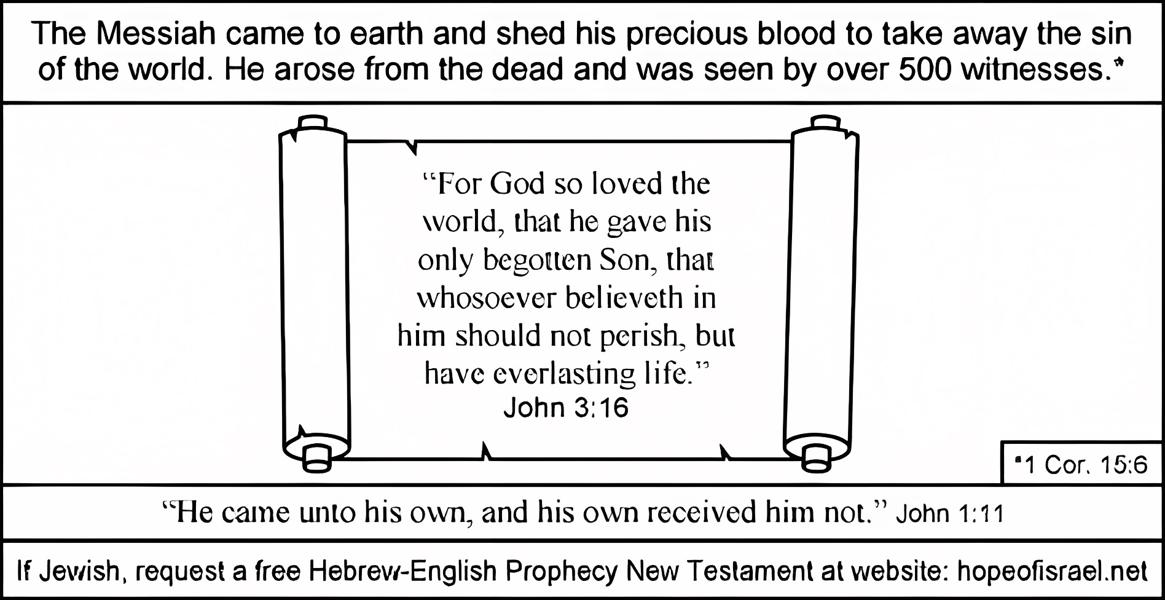 The Messiah came to earth and shed his precious blood to take away the sin
of the world. He arose from the dead and was seen by over 500 witnesses.*
“For God so loved the
world, that he gave his
only begotten Son, that
whosoever believeth in
him should not perish, but
have everlasting life.”
John 3:16
*1 Cor. 15:6
“He came unto his own, and his own received him not.” John 1:11
If Jewish, request a free Hebrew-English Prophecy New Testament at website: hopeofisrael.net